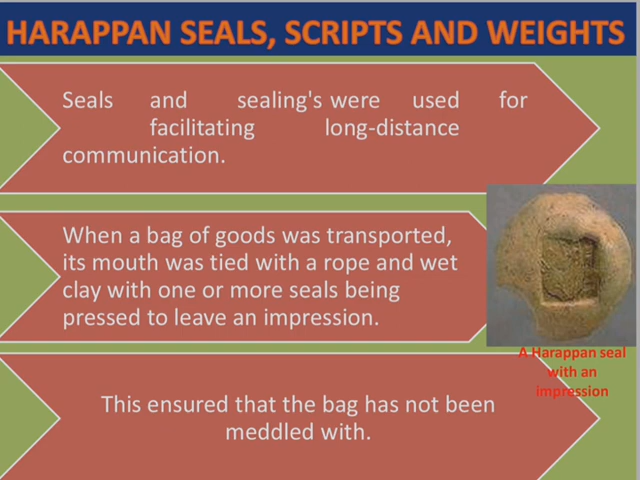 HARAPPAN SEALS, SCRIPTS AND WEIGHTS
Seals and sealing's were used for
facilitating long-distance
communication.
When a bag of goods was transported,
its mouth was tied with a rope and wet
clay with one or more seals being
pressed to leave an impression.
A Harappan seal
with an
impression
This ensured that the bag has not been
meddled with.